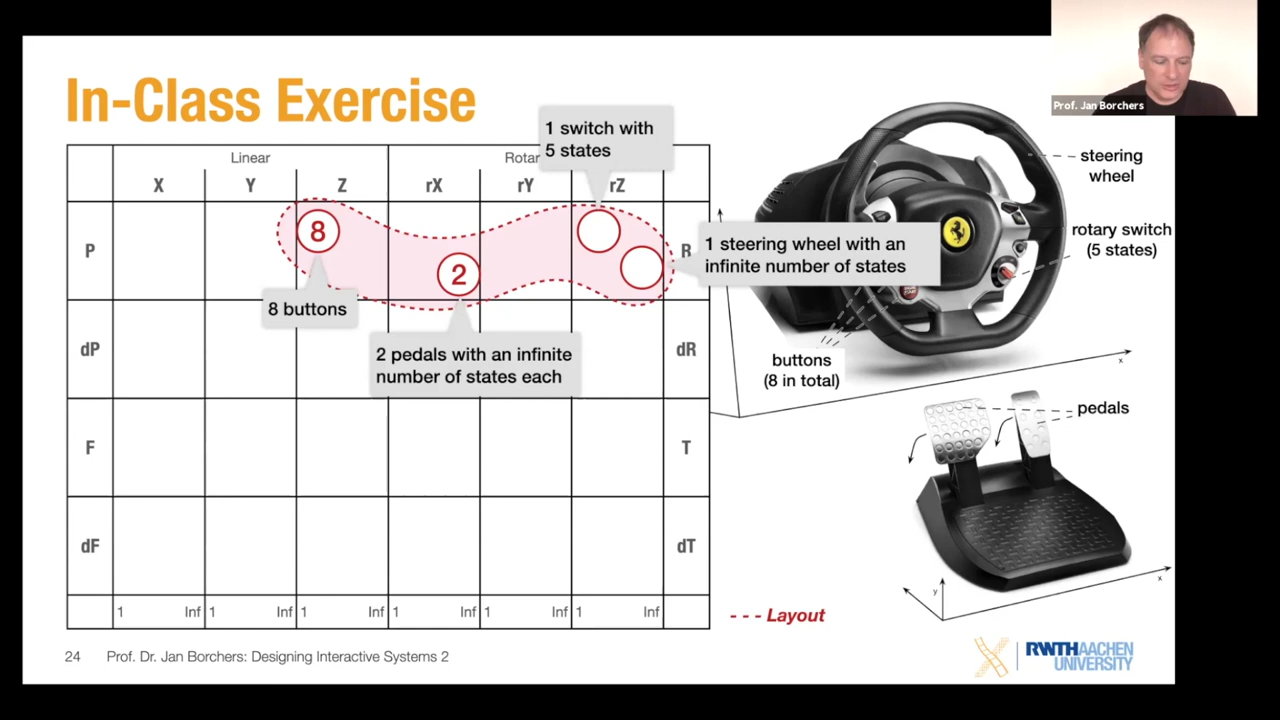 In-Class Exercise
Prof. Jan Borchers
1 switch with
5 states
Linear
Rotar
X Y Z rX rY rZ
P 8 2 R
1 steering wheel with an
infinite number of states
8 buttons
2 pedals with an infinite
number of states each
dP dR
F T
dF dT
1 Inf 1 Inf 1 Inf 1 Inf 1 Inf 1 Inf
steering
wheel
rotary switch
(5 states)
buttons
(8 in total)
x
pedals
y
x
--- Layout
24 Prof. Dr. Jan Borchers: Designing Interactive Systems 2
RWTHAACHEN
UNIVERSITY